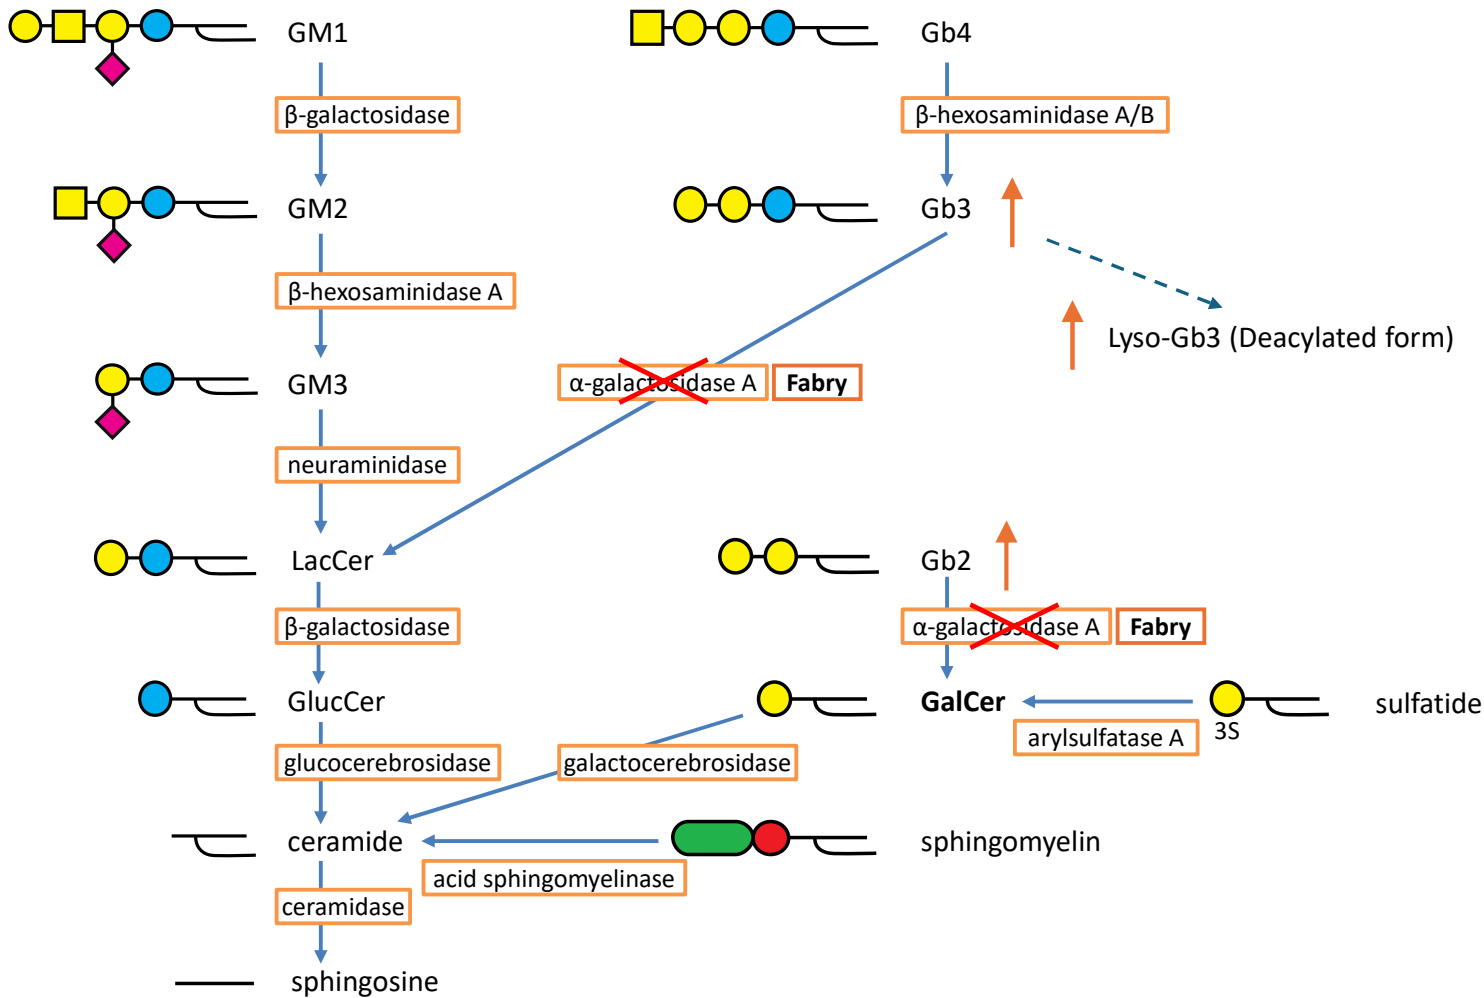 GM1
Gb4
β-galactosidase
β-hexosaminidase A/B
GM2
Gb3
β-hexosaminidase A
Lyso-Gb3 (Deacylated form)
GM3
α-galactosidase A
Fabry
neuraminidase
LacCer
Gb2
β-galactosidase
α-galactosidase A
Fabry
GlucCer
GalCer
sulfatide
3S
arylsulfatase A
glucocerebrosidase
galactocerebrosidase
ceramide
sphingomyelin
acid sphingomyelinase
ceramidase
sphingosine